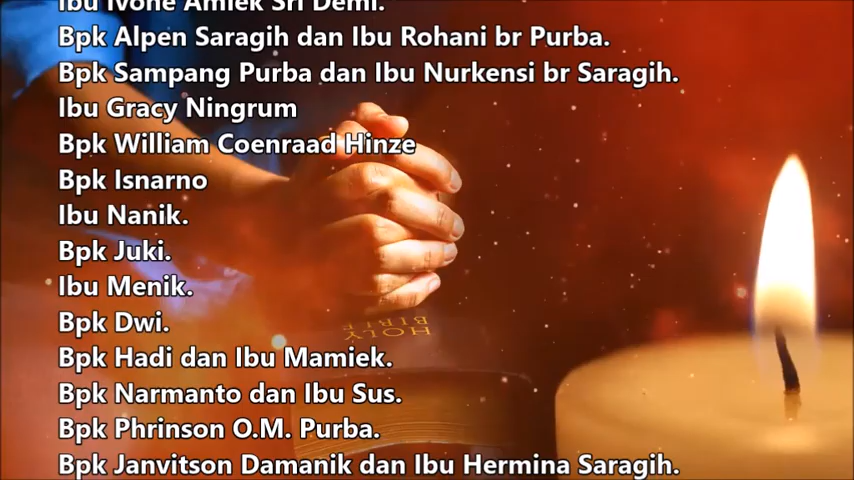 Ibu Ivone Amiek Sri Demi.
Bpk Alpen Saragih dan Ibu Rohani br Purba.
Bpk Sampang Purba dan Ibu Nurkensi br Saragih.
Ibu Gracy Ningrum
Bpk William Coenraad Hinze
Bpk Isnarno
Ibu Nanik.
Bpk Juki.
Ibu Menik.
Bpk Dwi.
HOLY
BIBLE
Bpk Hadi dan Ibu Mamiek.
Bpk Narmanto dan Ibu Sus.
Bpk Phrinson O.M. Purba.
Bpk Janvitson Damanik dan Ibu Hermina Saragih.